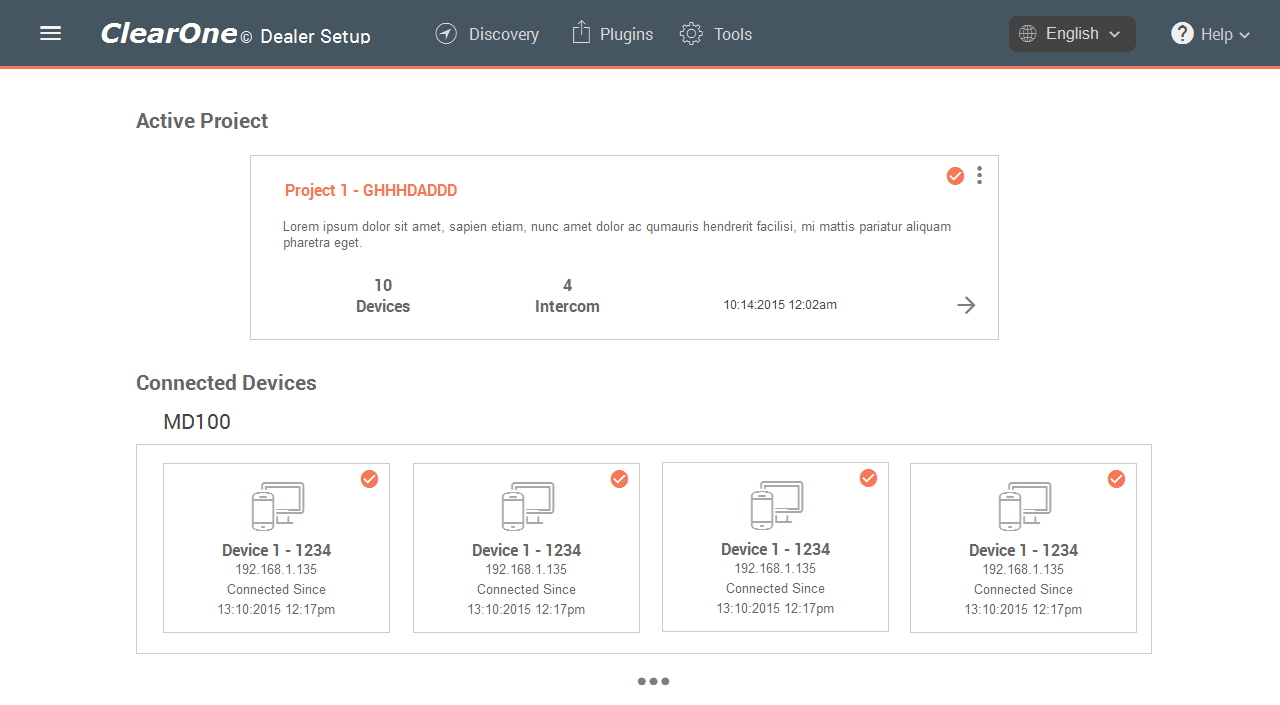 ClearOne© Dealer Setup Discovery Plugins Tools English Help
Active Project
Project 1 - GHHHDADDD
Lorem ipsum dolor sit amet, sapien etiam, nunc amet dolor ac qumauris hendrerit facilisi, mi mattis pariatur aliquam
pharetra eget.
10 4
Devices Intercom 10:14:2015 12:02am
Connected Devices
MD100
Device 1 - 1234
192.168.1.135
Connected Since
13:10:2015 12:17pm
Device 1 - 1234
192.168.1.135
Connected Since
13:10:2015 12:17pm
Device 1 - 1234
192.168.1.135
Connected Since
13:10:2015 12:17pm
Device 1 - 1234
192.168.1.135
Connected Since
13:10:2015 12:17pm